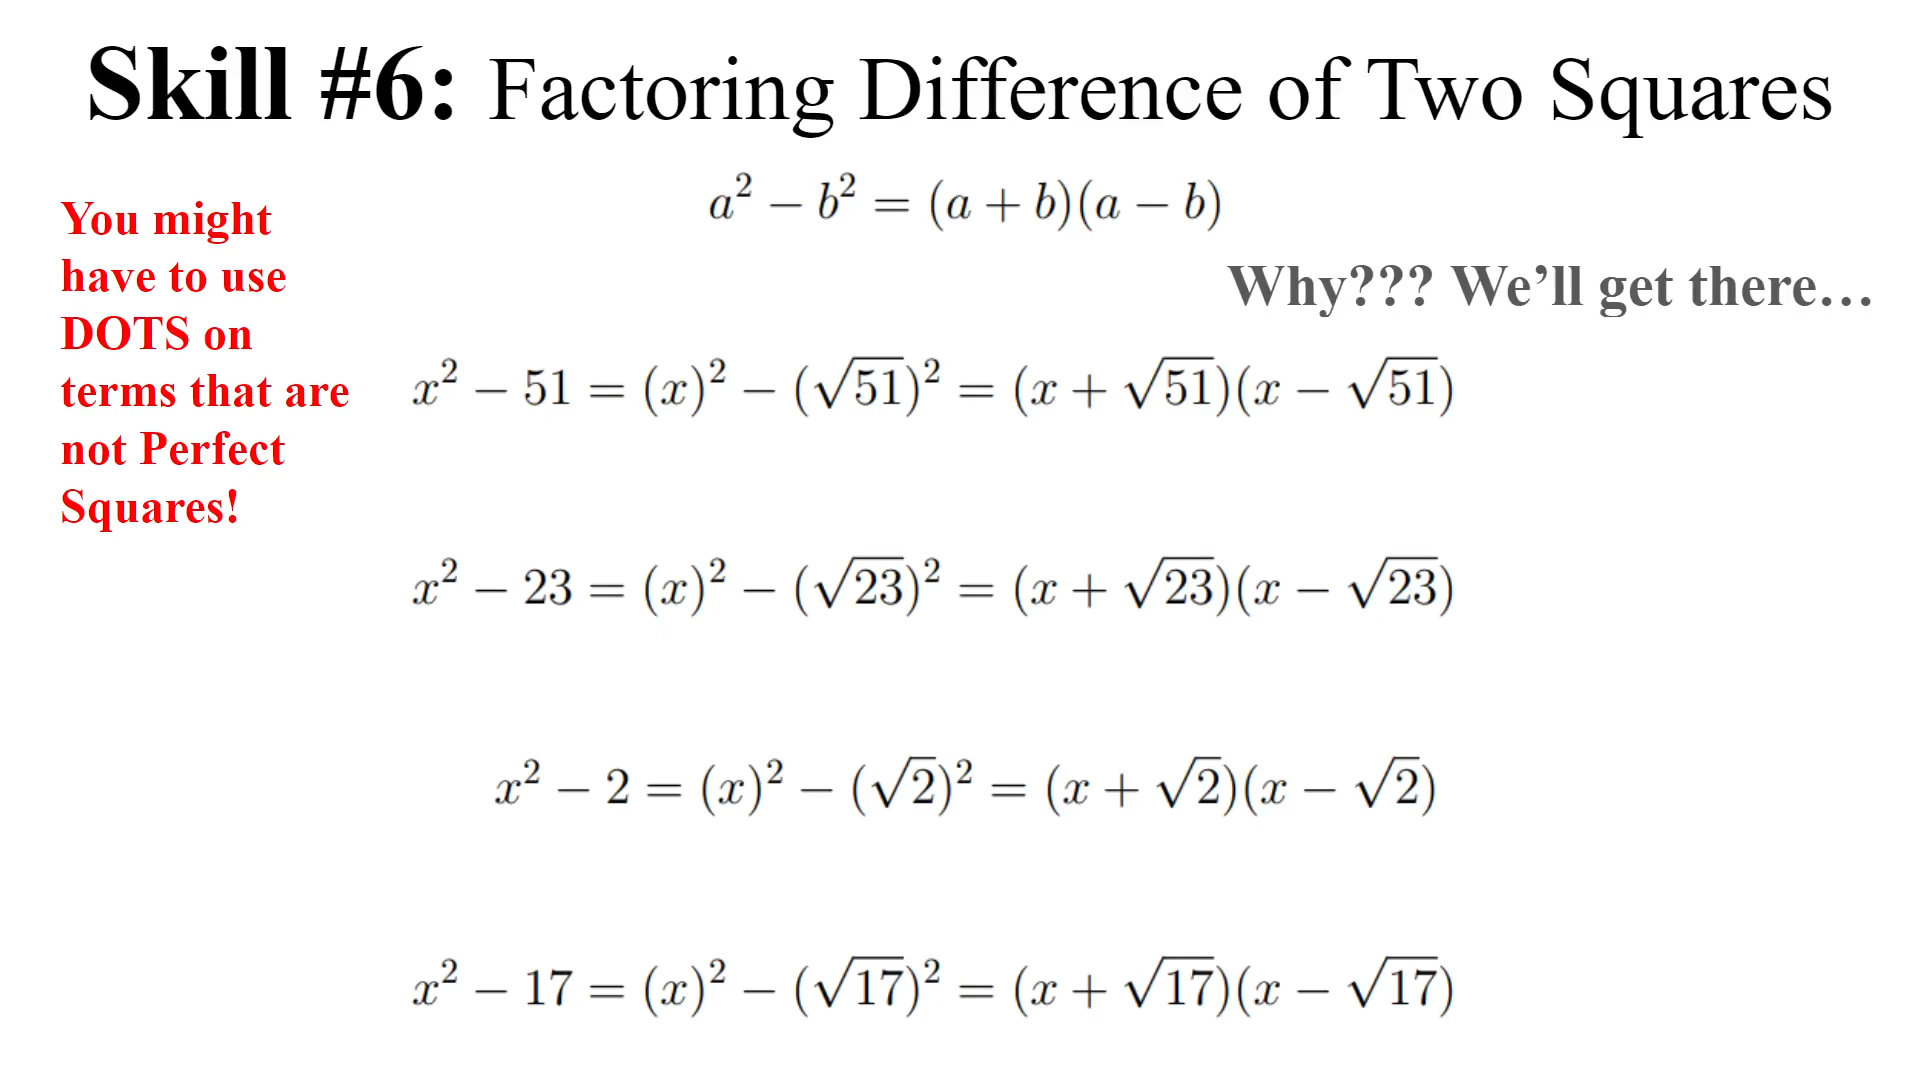 Skill #6: Factoring Difference of Two Squares
a² − b² = (a + b)(a − b)
You might
have to use
DOTS on
terms that are
not Perfect
Squares!
Why??? We’ll get there…
x² − 51 = (x)² − (√51)² = (x + √51)(x − √51)
x² − 23 = (x)² − (√23)² = (x + √23)(x − √23)
x² − 2 = (x)² − (√2)² = (x + √2)(x − √2)
x² − 17 = (x)² − (√17)² = (x + √17)(x − √17)